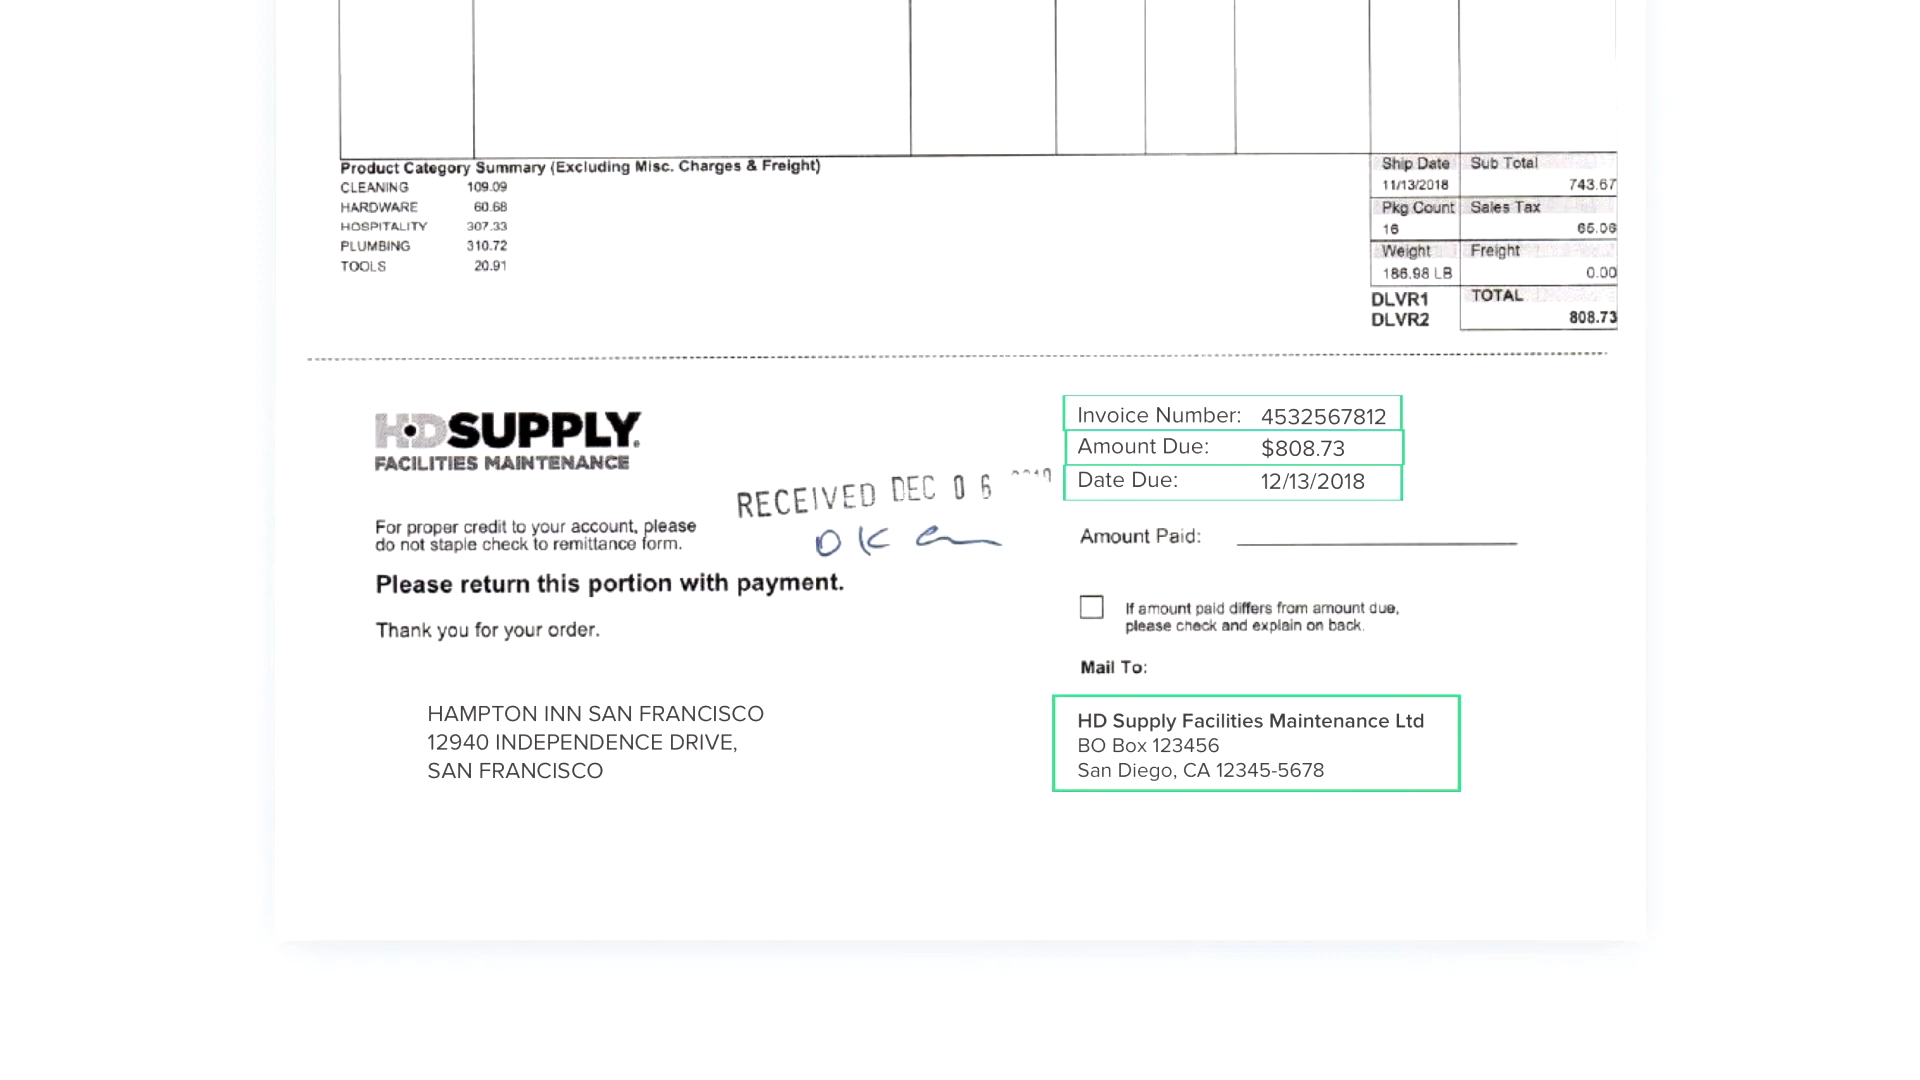 Product Category Summary (Excluding Misc. Charges & Freight)
CLEANING 109.09
HARDWARE 60.68
HOSPITALITY 307.33
PLUMBING 310.72
TOOLS 20.91
Ship Date Sub Total
11/13/2018 743.67
Pkg Count Sales Tax
16 65.06
Weight Freight
186.98 LB 0.00
DLVR1 TOTAL
DLVR2 808.73
HD SUPPLY
FACILITIES MAINTENANCE
For proper credit to your account, please
do not staple check to remittance form.
RECEIVED DEC 06
OK
Please return this portion with payment.
Thank you for your order.
HAMPTON INN SAN FRANCISCO
12940 INDEPENDENCE DRIVE,
SAN FRANCISCO
Invoice Number: 4532567812
Amount Due: $808.73
Date Due: 12/13/2018
Amount Paid:
If amount paid differs from amount due,
please check and explain on back.
Mail To:
HD Supply Facilities Maintenance Ltd
BO Box 123456
San Diego, CA 12345-5678